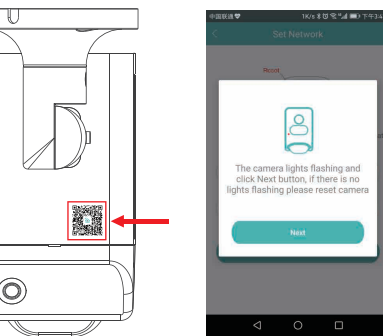 中国联通
1K/s
下午3:4
Set Network
Reset
The camera lights flashing and
click Next button, if there is no
lights flashing please reset camera
Next